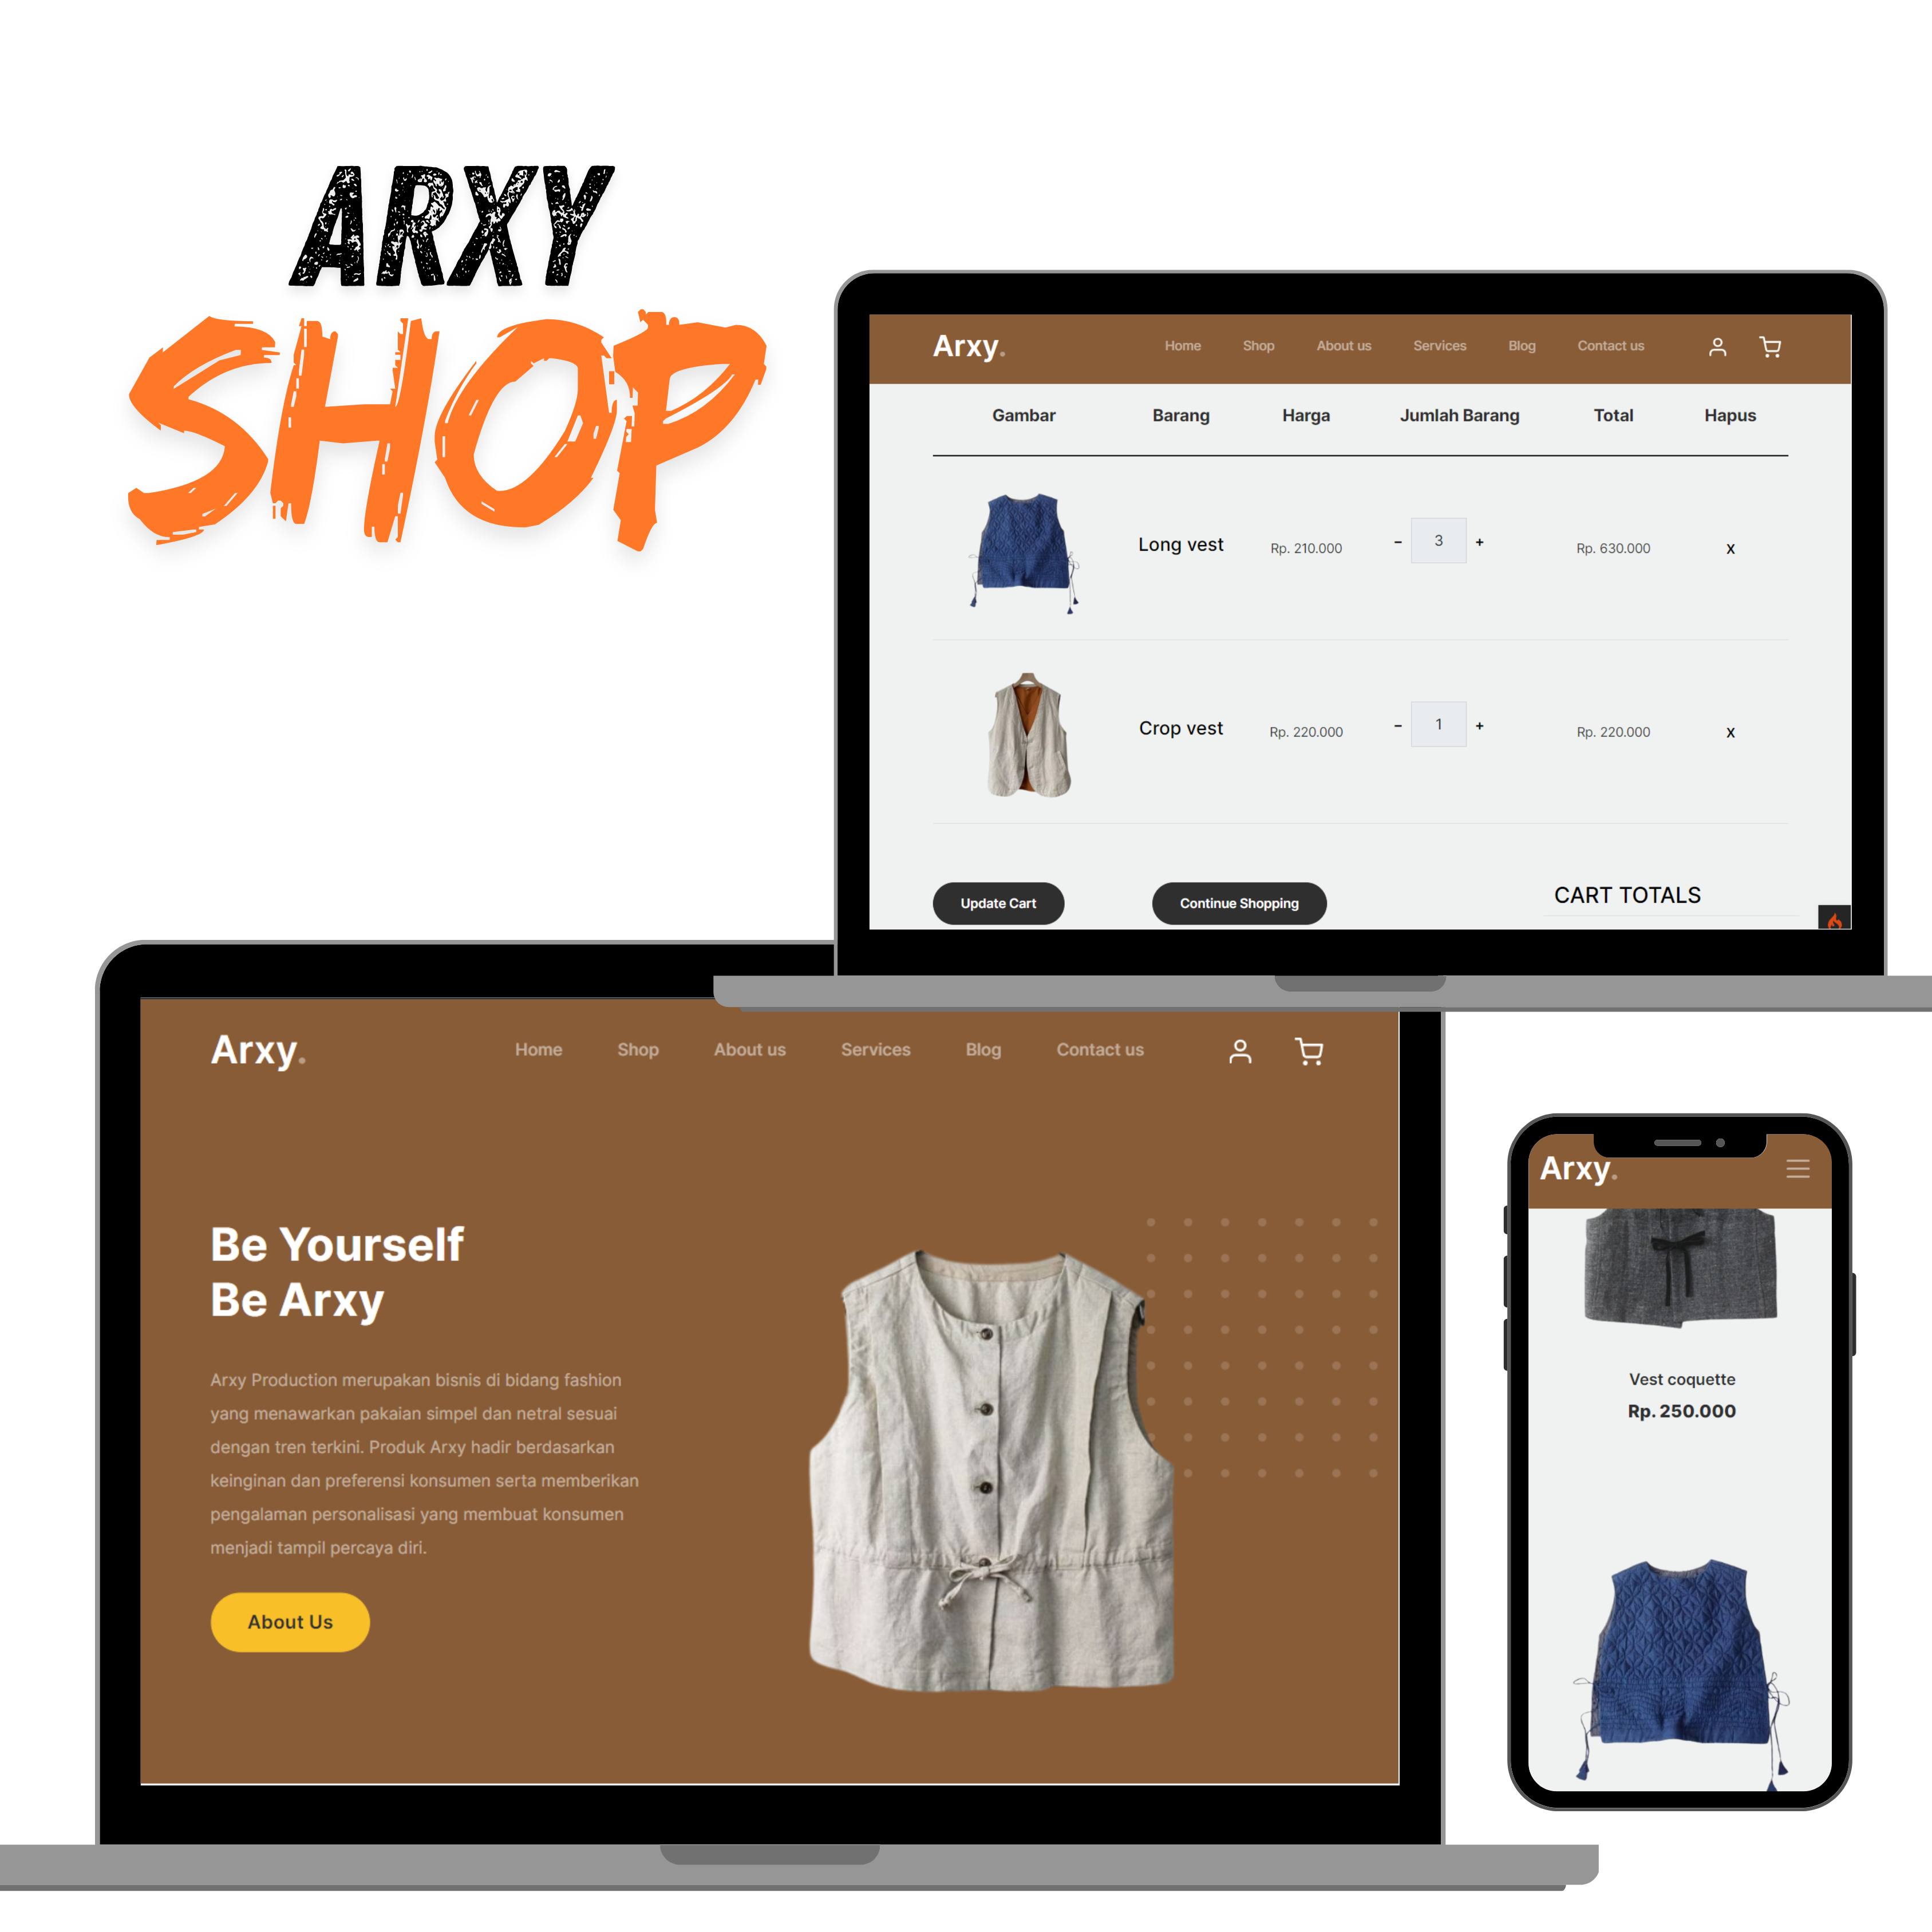 ARXY
SHOP
Arxy.
Home Shop About us Services Blog Contact us
Gambar Barang Harga Jumlah Barang Total Hapus
Long vest Rp. 210.000 - 3 + Rp. 630.000 x
Crop vest Rp. 220.000 - 1 + Rp. 220.000 x
Update Cart Continue Shopping CART TOTALS
Arxy.
Home Shop About us Services Blog Contact us
Be Yourself
Be Arxy
Arxy Production merupakan bisnis di bidang fashion
yang menawarkan pakaian simpel dan netral sesuai
dengan tren terkini. Produk Arxy hadir berdasarkan
keinginan dan preferensi konsumen serta memberikan
pengalaman personalisasi yang membuat konsumen
menjadi tampil percaya diri.
About Us
Arxy.
Vest coquette
Rp. 250.000